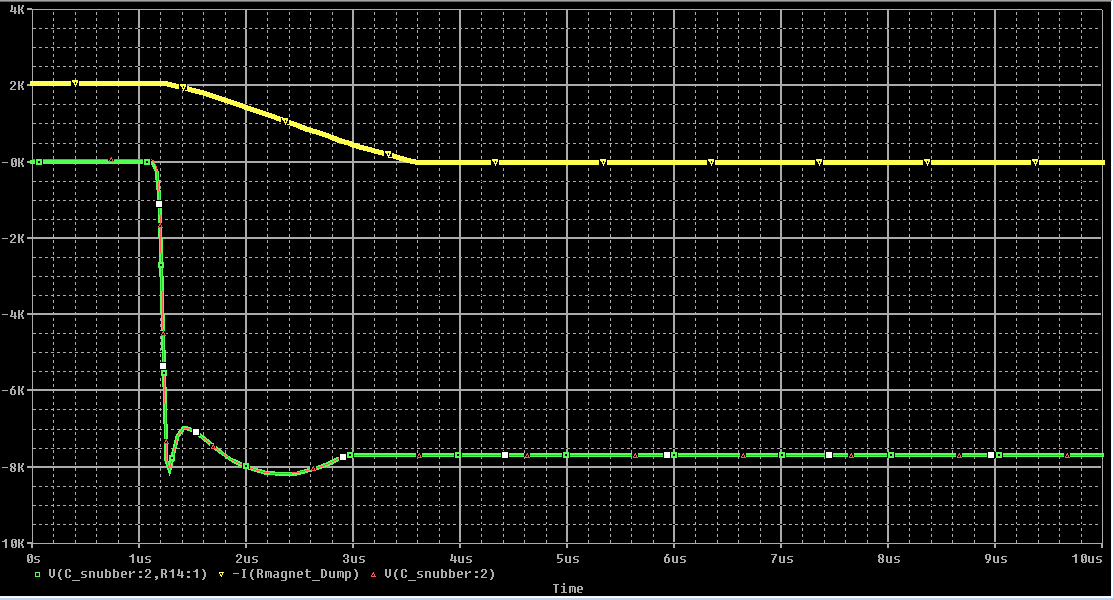 4K
2K
-0K
-2K
-4K
-6K
-8K
10K
0s 1us 2us 3us 4us 5us 6us 7us 8us 9us 10us
V(C_snubber:2,R14:1) -I(Rmagnet_Dump) V(C_snubber:2)
Time